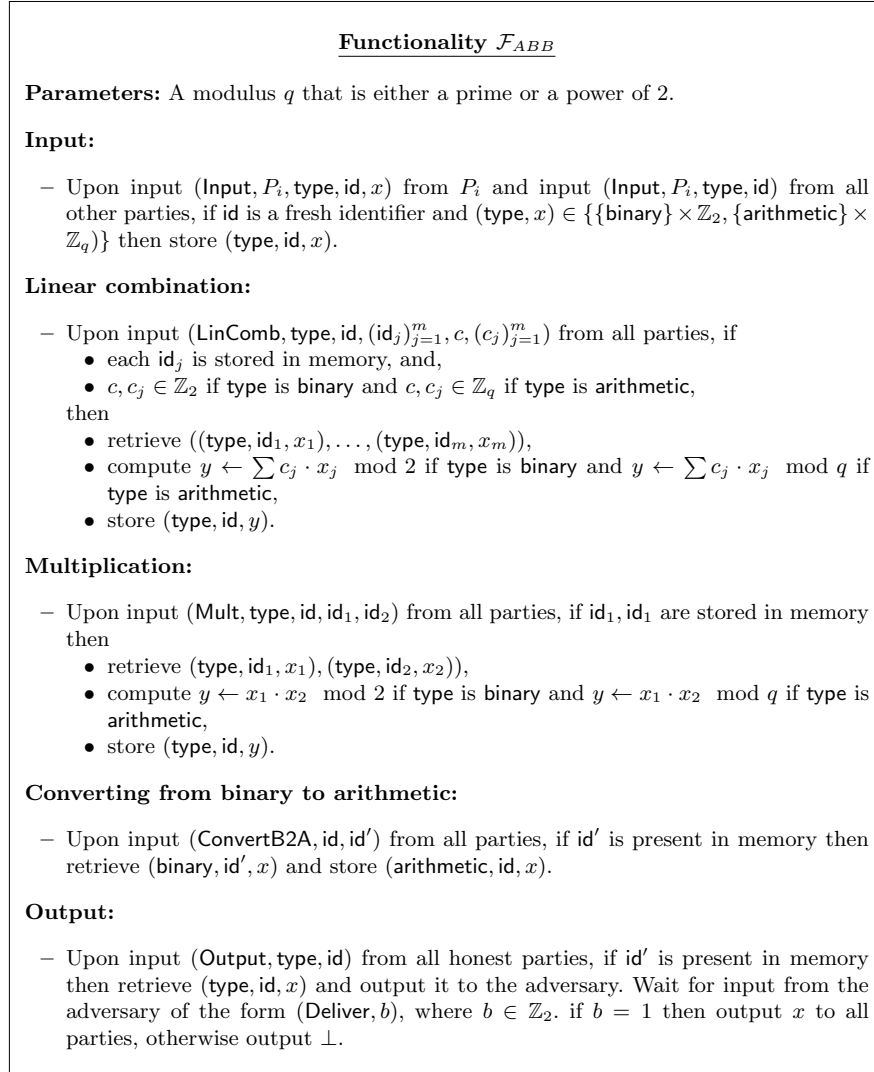 Functionality 𝓕_ABB
Parameters: A modulus q that is either a prime or a power of 2.
Input:
– Upon input (Input, P_i, type, id, x) from P_i and input (Input, P_i, type, id) from all
other parties, if id is a fresh identifier and (type, x) ∈ {{binary} × ℤ_2, {arithmetic} ×
ℤ_q)} then store (type, id, x).
Linear combination:
– Upon input (LinComb, type, id, (id_j)_{j=1}^m, c, (c_j)_{j=1}^m) from all parties, if
• each id_j is stored in memory, and,
• c, c_j ∈ ℤ_2 if type is binary and c, c_j ∈ ℤ_q if type is arithmetic,
then
• retrieve ((type, id_1, x_1), . . . , (type, id_m, x_m)),
• compute y ← ∑ c_j · x_j mod 2 if type is binary and y ← ∑ c_j · x_j mod q if
type is arithmetic,
• store (type, id, y).
Multiplication:
– Upon input (Mult, type, id, id_1, id_2) from all parties, if id_1, id_1 are stored in memory
then
• retrieve (type, id_1, x_1), (type, id_2, x_2)),
• compute y ← x_1 · x_2 mod 2 if type is binary and y ← x_1 · x_2 mod q if type is
arithmetic,
• store (type, id, y).
Converting from binary to arithmetic:
– Upon input (ConvertB2A, id, id′) from all parties, if id′ is present in memory then
retrieve (binary, id′, x) and store (arithmetic, id, x).
Output:
– Upon input (Output, type, id) from all honest parties, if id′ is present in memory
then retrieve (type, id, x) and output it to the adversary. Wait for input from the
adversary of the form (Deliver, b), where b ∈ ℤ_2. if b = 1 then output x to all
parties, otherwise output ⊥.